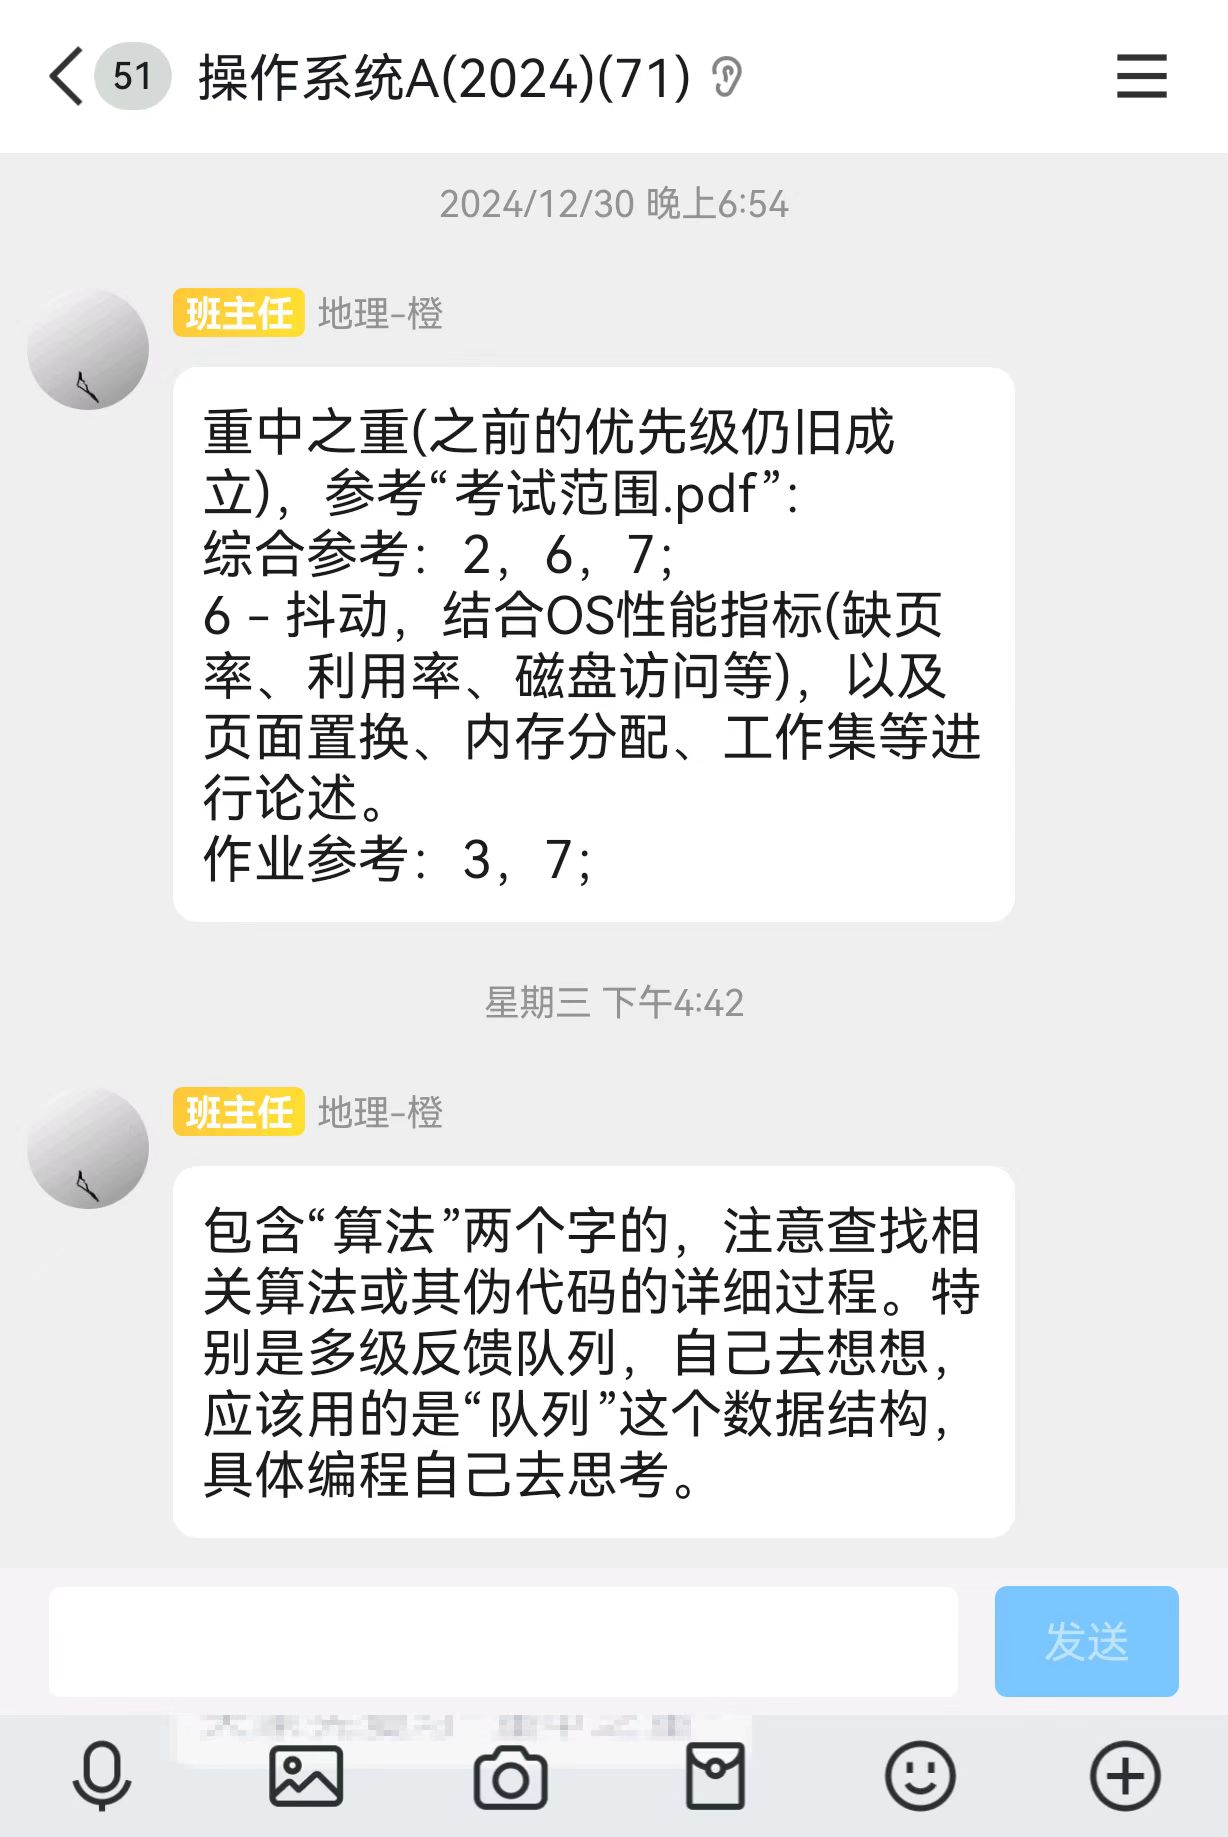 51 操作系统A(2024)(71)
2024/12/30 晚上6:54
班主任 地理-橙
重中之重(之前的优先级仍旧成
立)，参考“考试范围.pdf”：
综合参考：2，6，7；
6 - 抖动，结合OS性能指标(缺页
率、利用率、磁盘访问等)，以及
页面置换、内存分配、工作集等进
行论述。
作业参考：3，7；
星期三 下午4:42
班主任 地理-橙
包含“算法”两个字的，注意查找相
关算法或其伪代码的详细过程。特
别是多级反馈队列，自己去想想，
应该用的是“队列”这个数据结构，
具体编程自己去思考。
发送